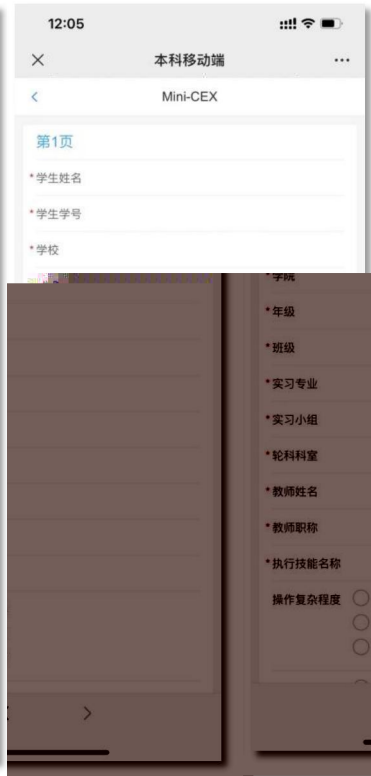 12:05
本科移动端
Mini-CEX
第1页
*学生姓名
*学生学号
*学校
*学院
*年级
*班级
*实习专业
*实习小组
*轮科科室
*教师姓名
*教师职称
*执行技能名称
操作复杂程度